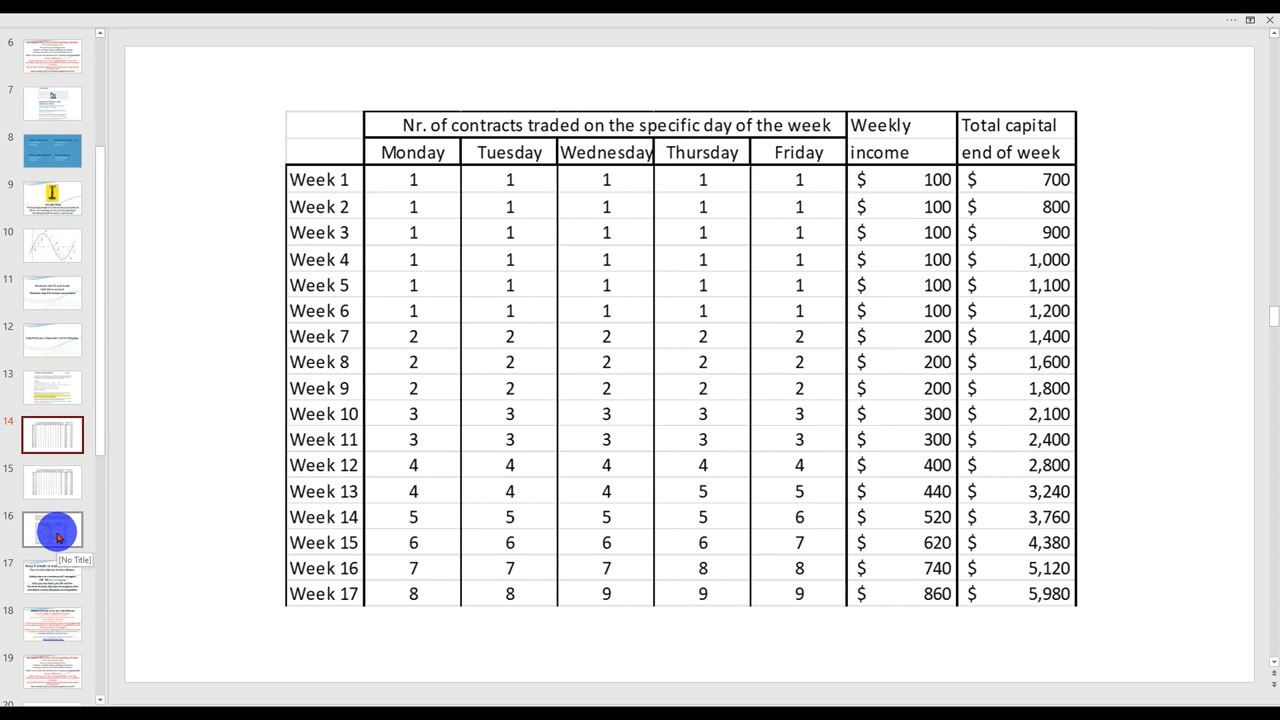 Nr. of contracts traded on the specific day of the week Weekly income Total capital end of week
Monday Tuesday Wednesday Thursday Friday
Week 1 1 1 1 1 1 $ 100 $ 700
Week 2 1 1 1 1 1 $ 100 $ 800
Week 3 1 1 1 1 1 $ 100 $ 900
Week 4 1 1 1 1 1 $ 100 $ 1,000
Week 5 1 1 1 1 1 $ 100 $ 1,100
Week 6 1 1 1 1 1 $ 100 $ 1,200
Week 7 2 2 2 2 2 $ 200 $ 1,400
Week 8 2 2 2 2 2 $ 200 $ 1,600
Week 9 2 2 2 2 2 $ 200 $ 1,800
Week 10 3 3 3 3 3 $ 300 $ 2,100
Week 11 3 3 3 3 3 $ 300 $ 2,400
Week 12 4 4 4 4 4 $ 400 $ 2,800
Week 13 4 4 4 5 5 $ 440 $ 3,240
Week 14 5 5 5 5 6 $ 520 $ 3,760
Week 15 6 6 6 6 7 $ 620 $ 4,380
Week 16 7 7 7 8 8 $ 740 $ 5,120
Week 17 8 8 9 9 9 $ 860 $ 5,980
6
7
8
9
10
11
12
13
14
15
16
[No Title]
17
18
19